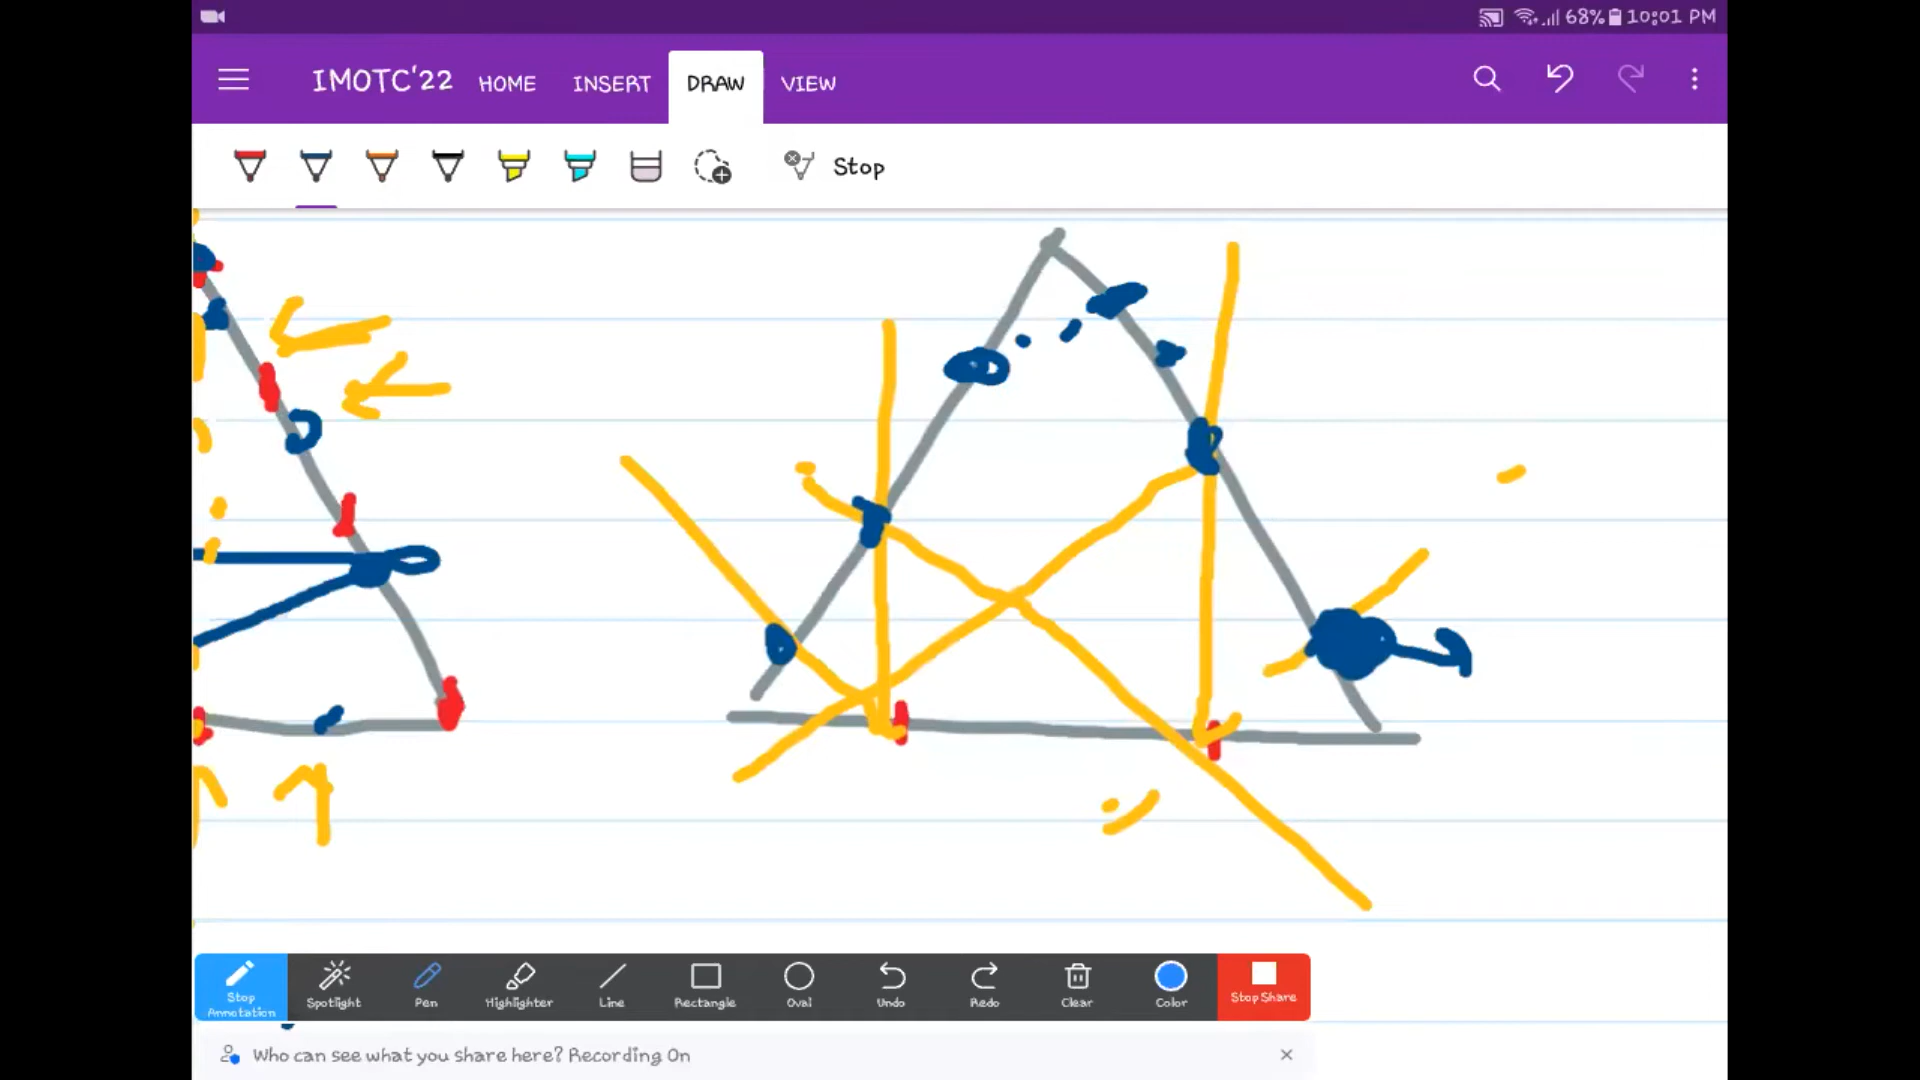 68% 10:01 PM
IMOTC'22 HOME INSERT DRAW VIEW
Stop
Stop Annotation Spotlight Pen Highlighter Line Rectangle Oval Undo Redo Clear Color Stop Share
Who can see what you share here? Recording On